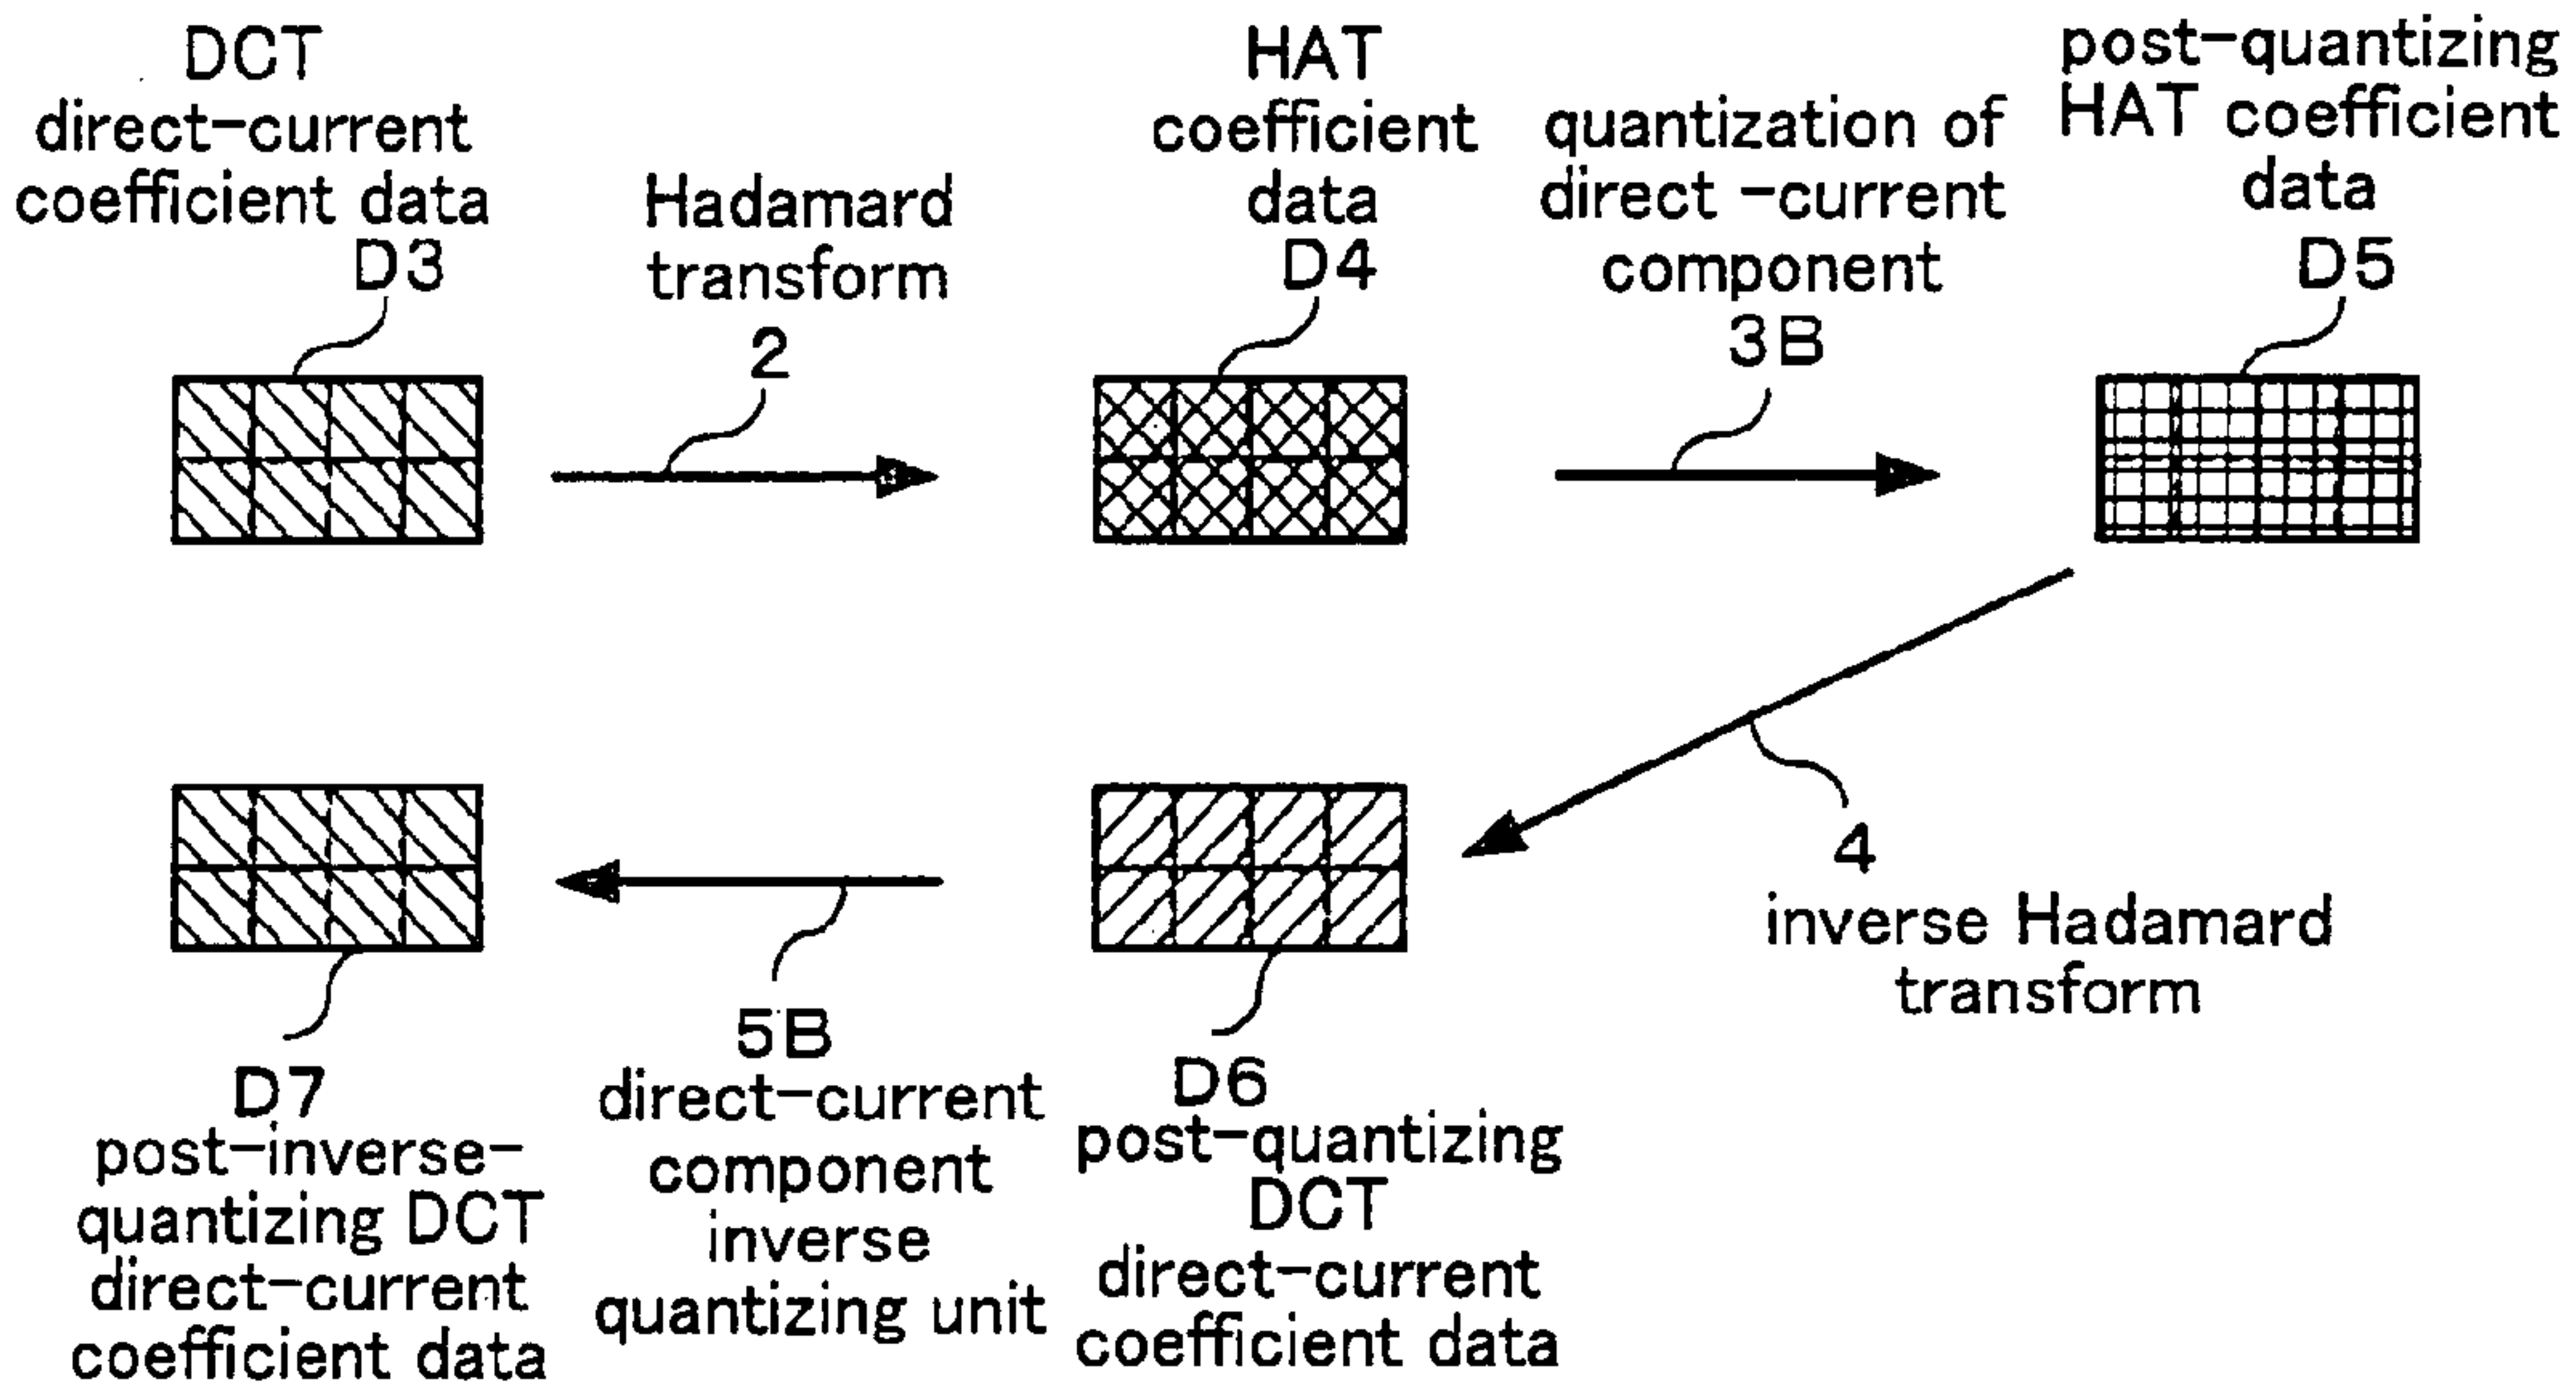 DCT
direct-current
coefficient data
D3
Hadamard
transform
2
HAT
coefficient
data
D4
quantization of
direct -current
component
3B
post-quantizing
HAT coefficient
data
D5
4
inverse Hadamard
transform
D6
post-quantizing
DCT
direct-current
coefficient data
5B
direct-current
component
inverse
quantizing unit
D7
post-inverse-
quantizing DCT
direct-current
coefficient data